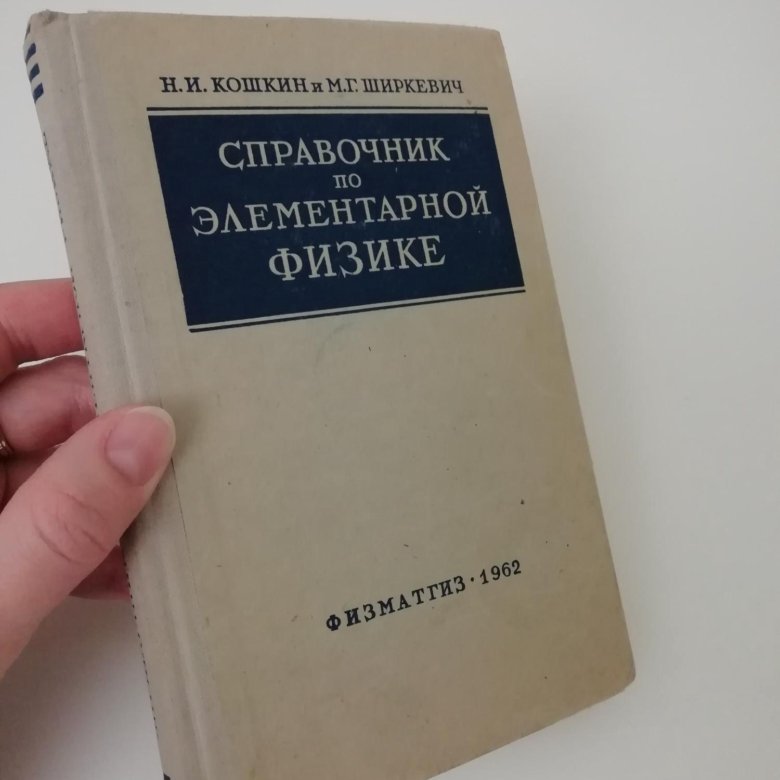 Н. И. КОШКИН и М. Г. ШИРКЕВИЧ
СПРАВОЧНИК
ПО
ЭЛЕМЕНТАРНОЙ
ФИЗИКЕ
ФИЗМАТГИЗ · 1962